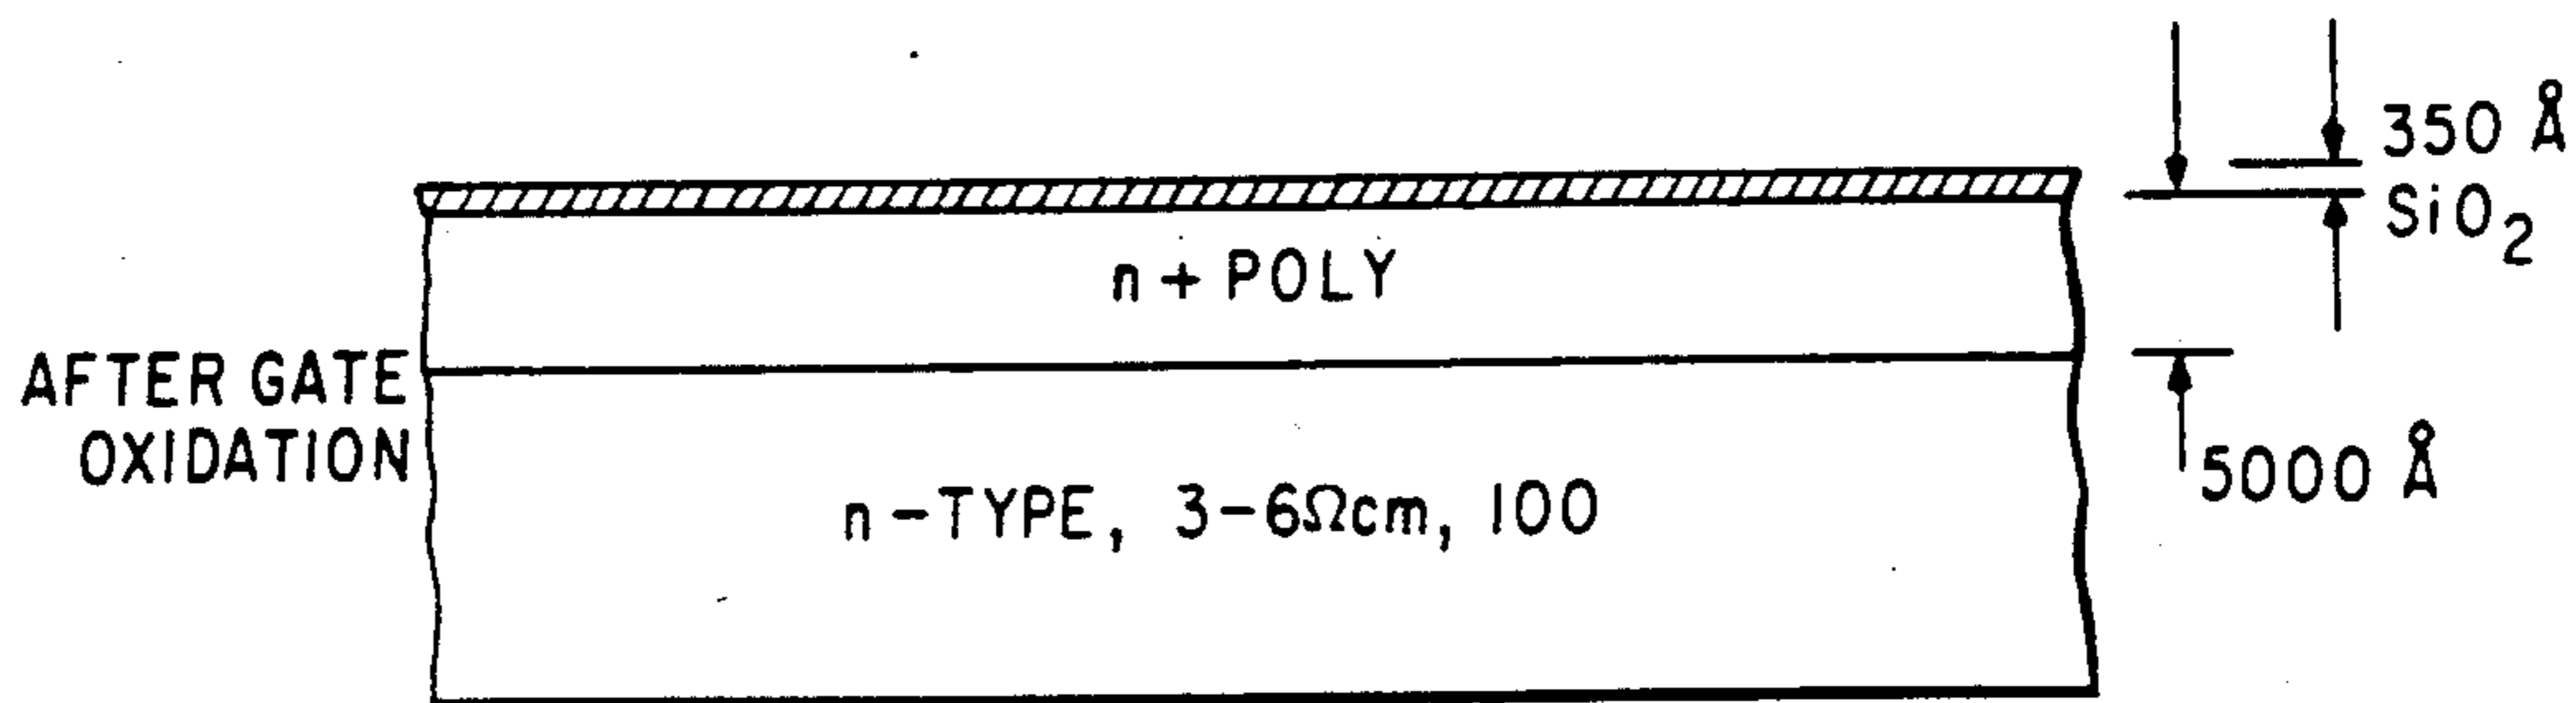 350 Å
SiO₂
n+ POLY
AFTER GATE
OXIDATION
n-TYPE, 3-6Ωcm, 100
5000 Å